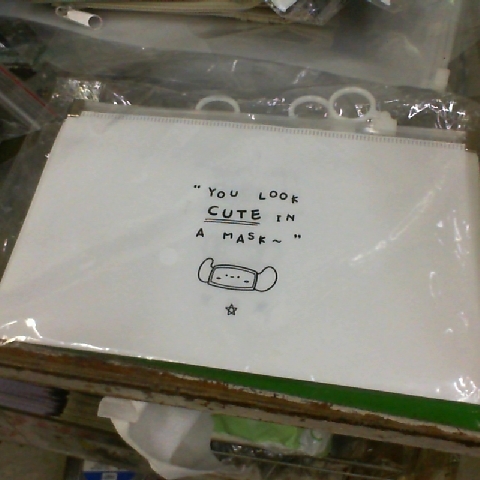 "YOU LOOK
CUTE IN
A MASK~"